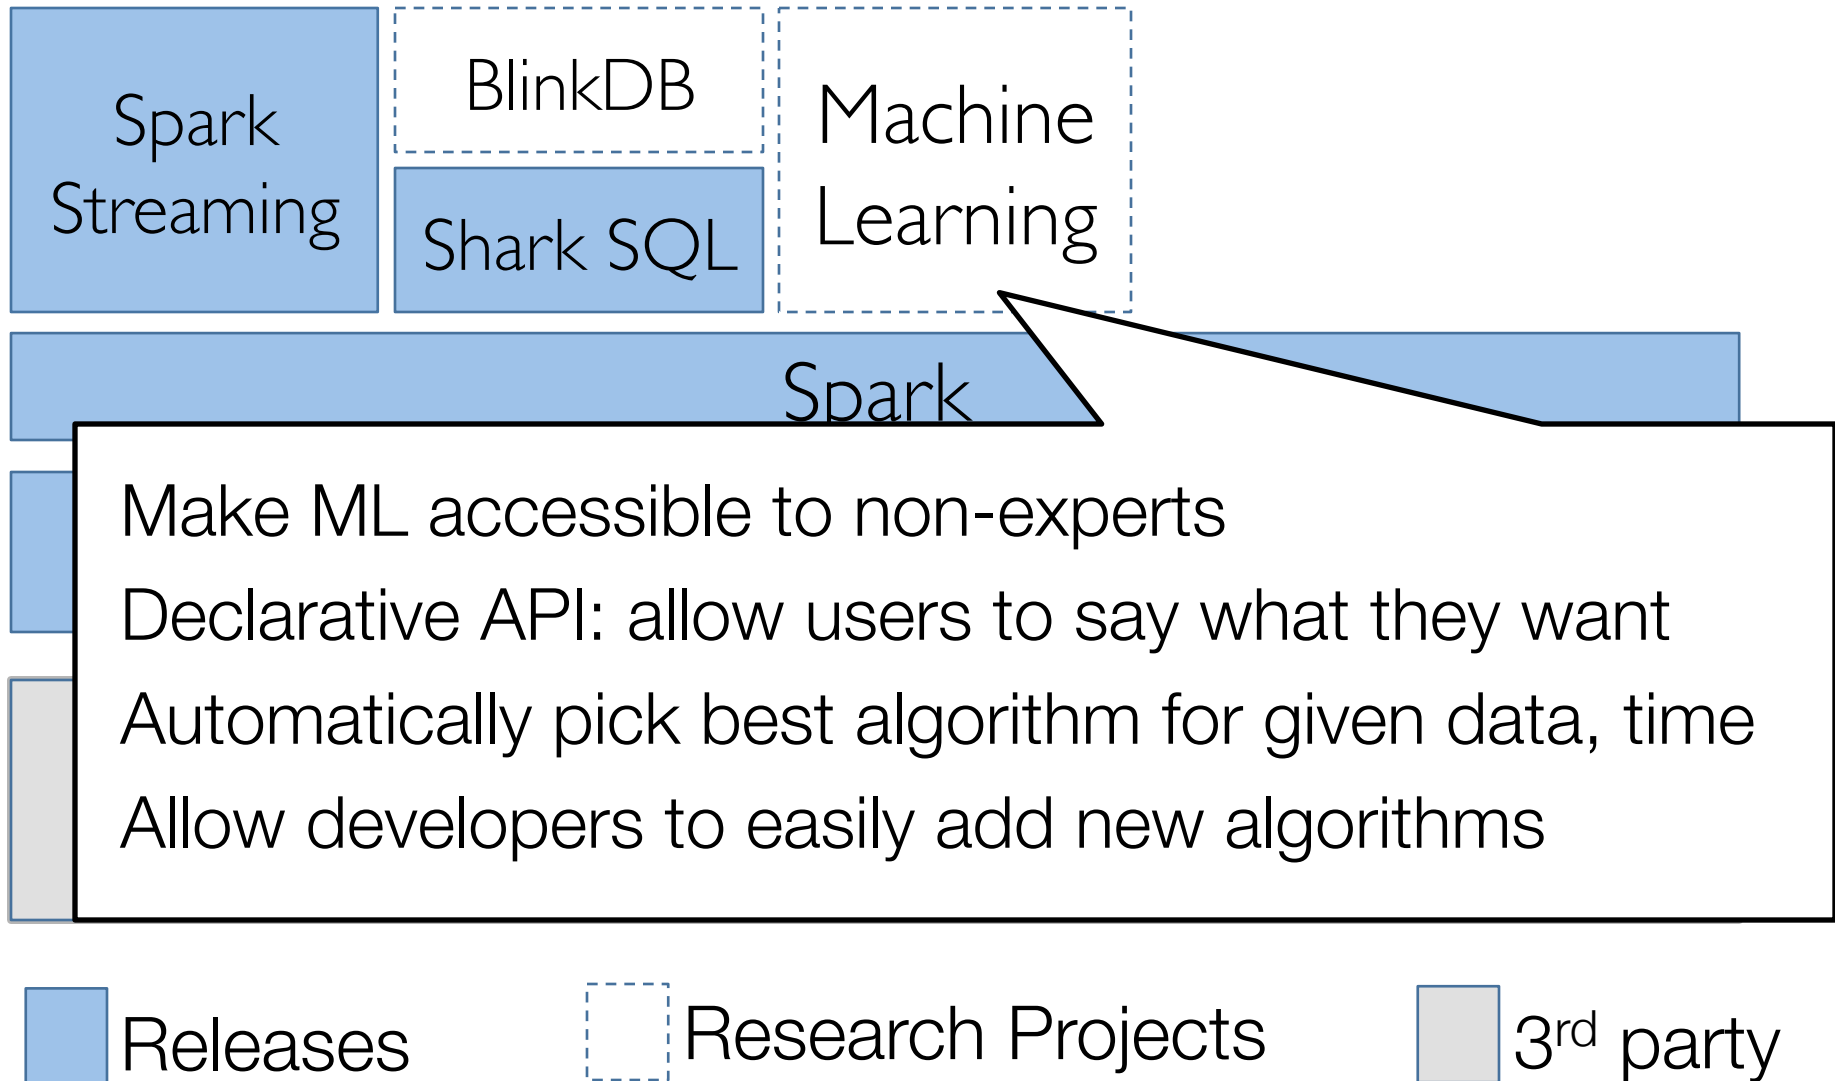 Spark
Streaming
BlinkDB
Shark SQL
Machine
Learning
Spark
Make ML accessible to non-experts
Declarative API: allow users to say what they want
Automatically pick best algorithm for given data, time
Allow developers to easily add new algorithms
Releases
Research Projects
3rd party